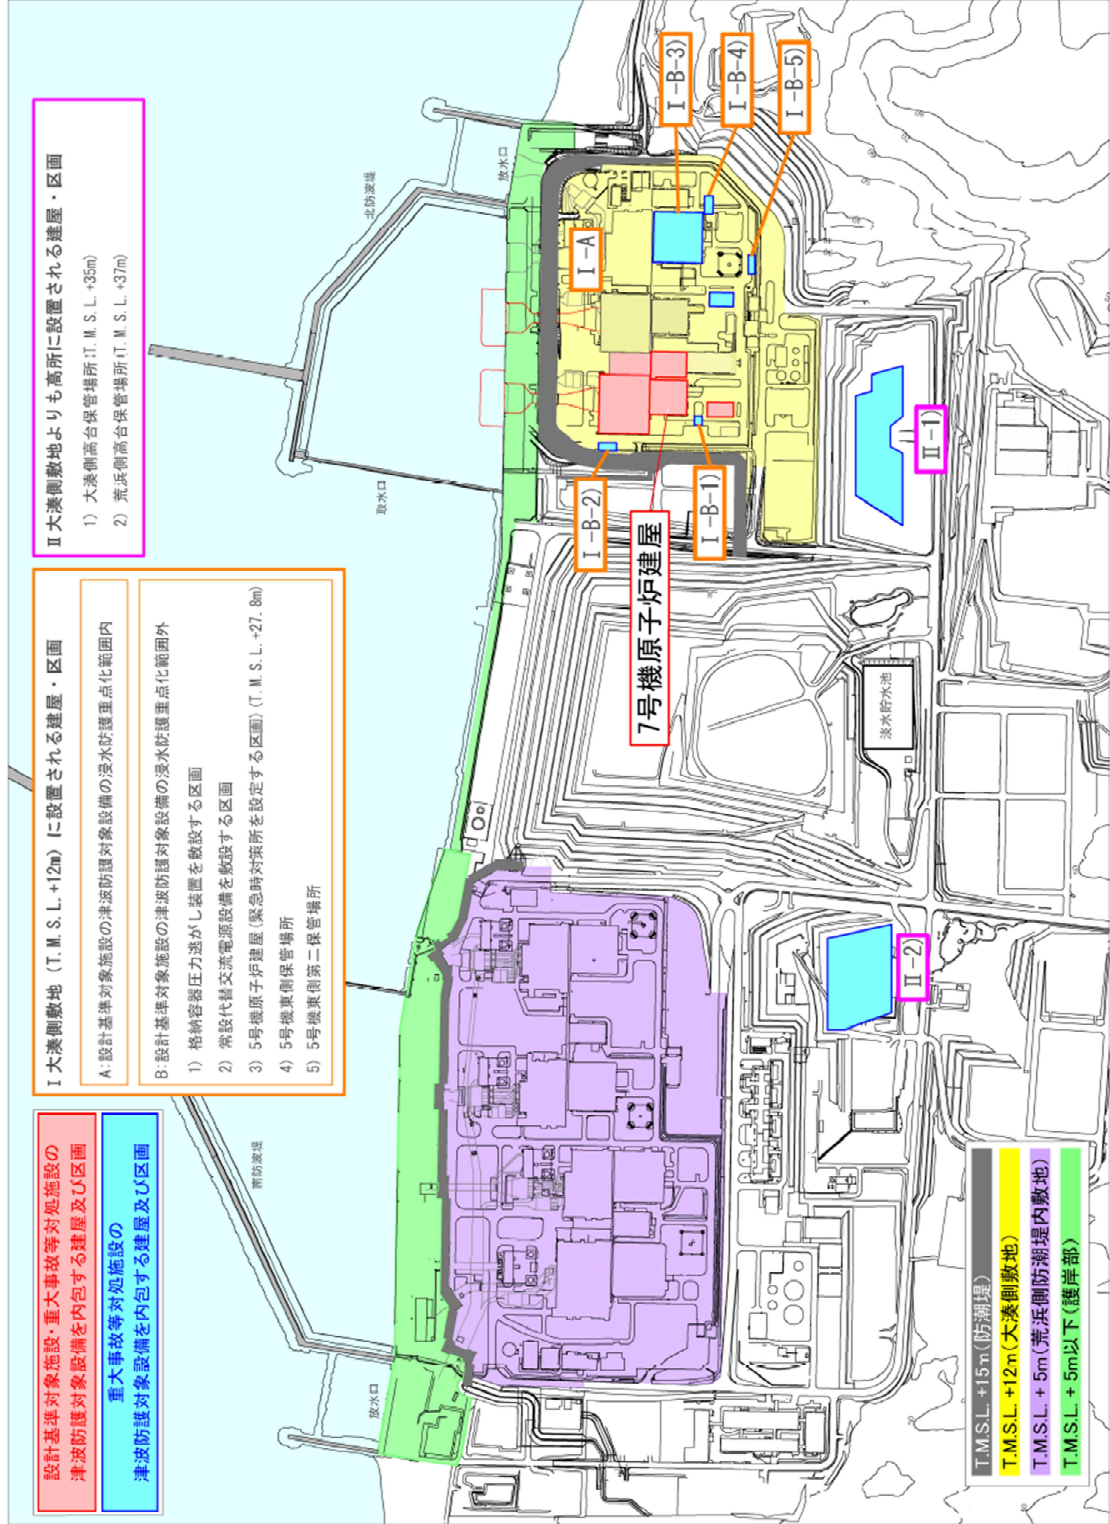 設計基準対象施設・重大事故等対処施設の
津波防護対象設備を内包する建屋及び区画
重大事故等対処施設の
津波防護対象設備を内包する建屋及び区画
I 大湊側敷地 (T.M.S.L.+12m) に設置される建屋・区画
A:設計基準対象施設の津波防護対象設備の浸水防護重点化範囲内
B:設計基準対象施設の津波防護対象設備の浸水防護重点化範囲外
1) 格納容器圧力逃がし装置を敷設する区画
2) 常設代替交流電源設備を敷設する区画
3) 5号機原子炉建屋(緊急時対策所を設定する区画)(T.M.S.L.+27.8m)
4) 5号機東側保管場所
5) 5号機東側第二保管場所
II 大湊側敷地よりも高所に設置される建屋・区画
1) 大湊側高台保管場所(T.M.S.L.+35m)
2) 荒浜側高台保管場所(T.M.S.L.+37m)
南防波堤
放水口
取水口
北防波堤
放水口
I-A
I-B-3)
I-B-4)
I-B-5)
I-B-2)
I-B-1)
7号機原子炉建屋
II-1)
II-2)
淡水貯水池
T.M.S.L. +15m(防潮堤)
T.M.S.L. +12m(大湊側敷地)
T.M.S.L. + 5m(荒浜側防潮堤内敷地)
T.M.S.L. + 5m以下(護岸部)